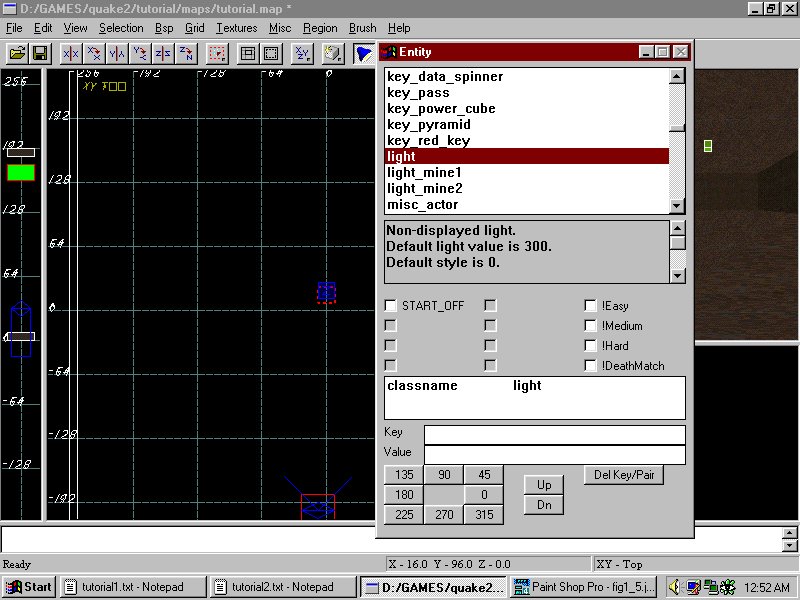 D:/GAMES/quake2/tutorial/maps/tutorial.map *
File Edit View Selection Bsp Grid Textures Misc Region Brush Help
Entity
key_data_spinner
key_pass
key_power_cube
key_pyramid
key_red_key
light
light_mine1
light_mine2
misc_actor
Non-displayed light.
Default light value is 300.
Default style is 0.
START_OFF !Easy
!Medium
!Hard
!DeathMatch
classname light
Key
Value
135 90 45 Del Key/Pair
180 0 Up
225 270 315 Dn
256
192
128
64
0
-64
-128
-256 -192 -128 -64 0
XY T
192
128
64
0
-64
-128
-192
Ready X - 16.0 Y - 96.0 Z - 0.0 XY - Top
Start tutorial1.txt - Notepad tutorial2.txt - Notepad D:/GAMES/quake2... Paint Shop Pro - fig1_5.j... 12:52 AM